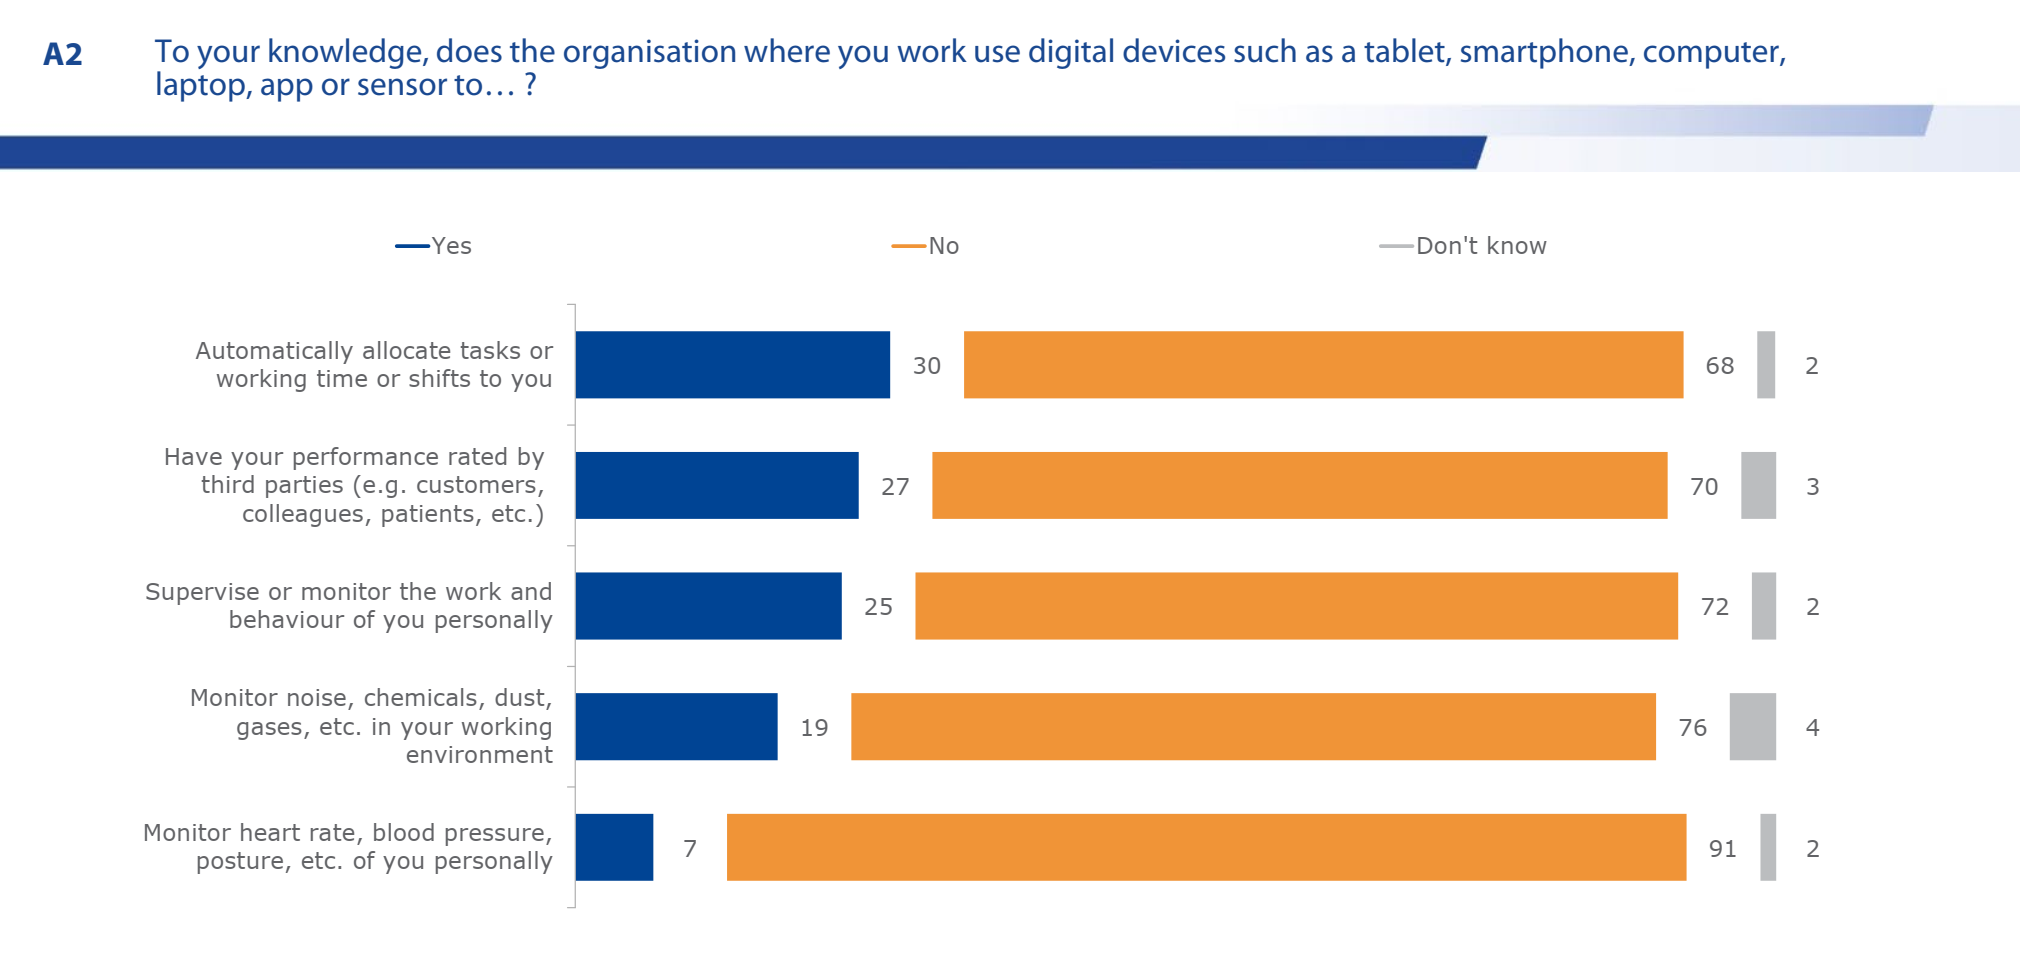 A2
To your knowledge, does the organisation where you work use digital devices such as a tablet, smartphone, computer,
laptop, app or sensor to… ?
Yes No Don't know
Automatically allocate tasks or
working time or shifts to you
30 68 2
Have your performance rated by
third parties (e.g. customers,
colleagues, patients, etc.)
27 70 3
Supervise or monitor the work and
behaviour of you personally
25 72 2
Monitor noise, chemicals, dust,
gases, etc. in your working
environment
19 76 4
Monitor heart rate, blood pressure,
posture, etc. of you personally
7 91 2